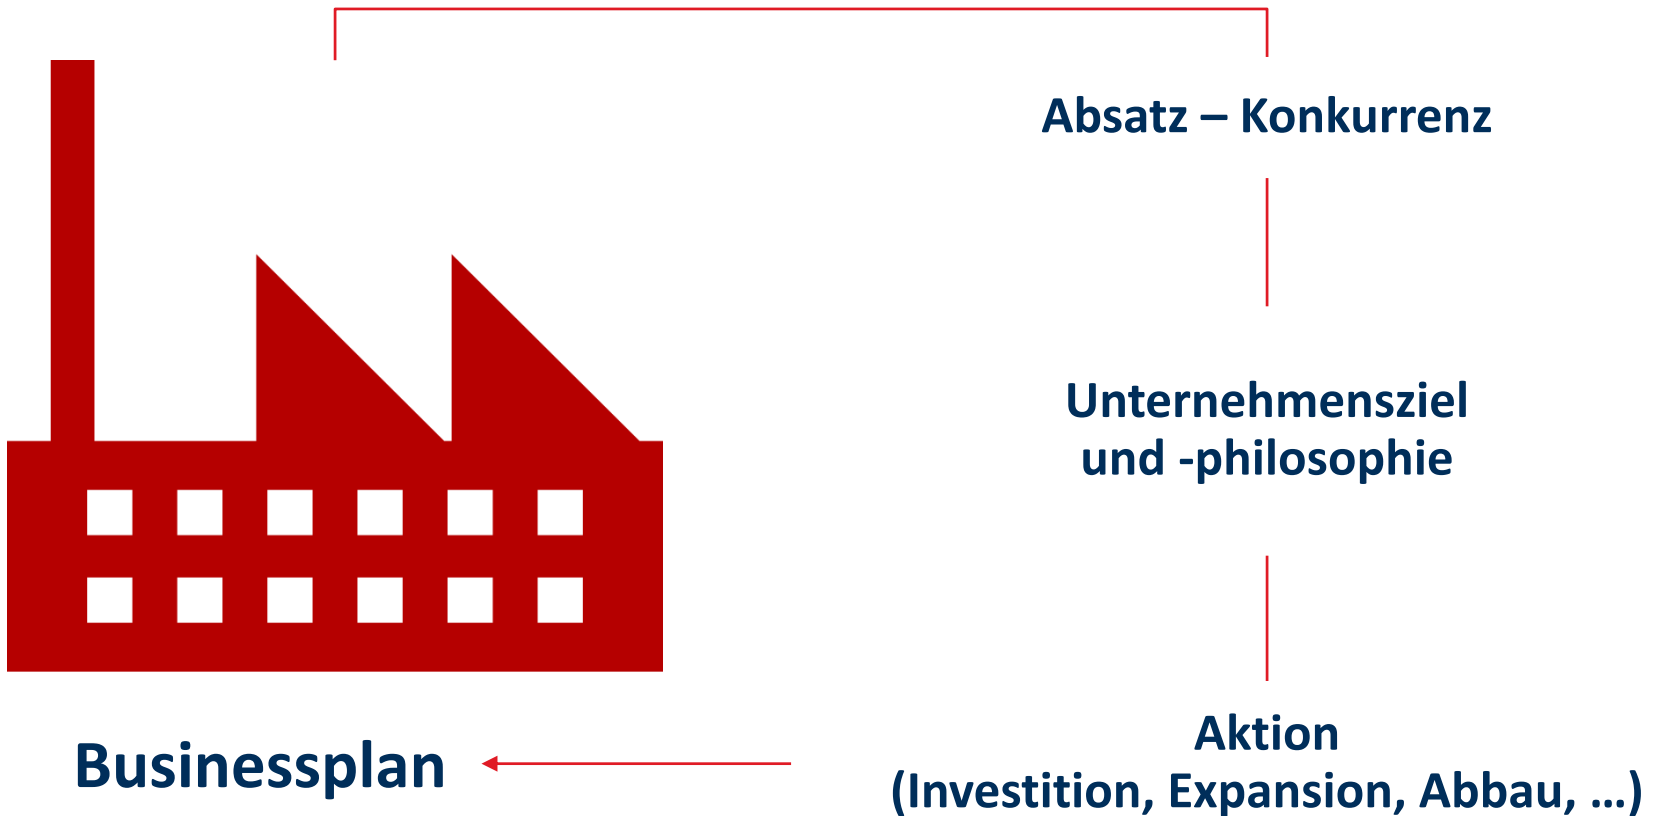 Absatz – Konkurrenz
Unternehmensziel
und -philosophie
Aktion
(Investition, Expansion, Abbau, …)
Businessplan